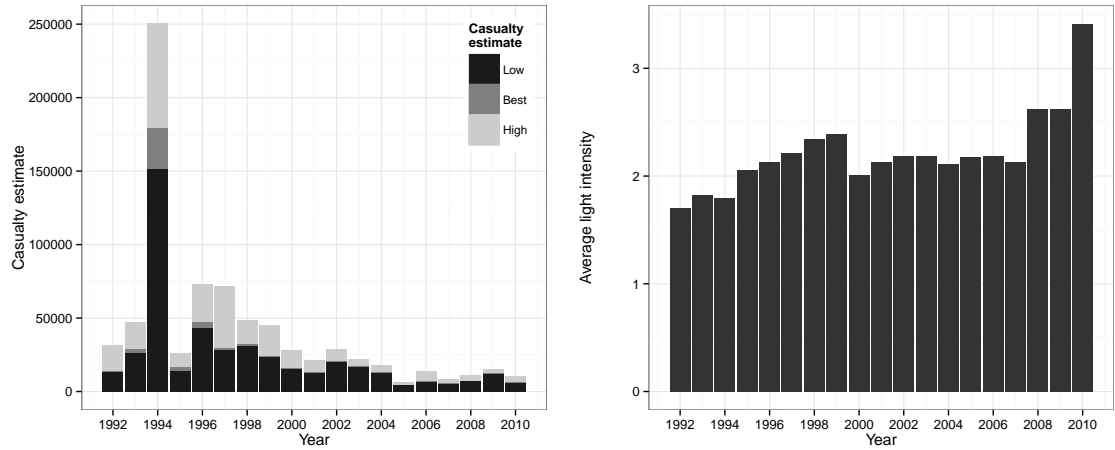 250000
200000
150000
100000
50000
0
Casualty estimate
Casualty
estimate
Low
Best
High
1992 1994 1996 1998 2000 2002 2004 2006 2008 2010
Year
3
2
1
0
Average light intensity
1992 1994 1996 1998 2000 2002 2004 2006 2008 2010
Year